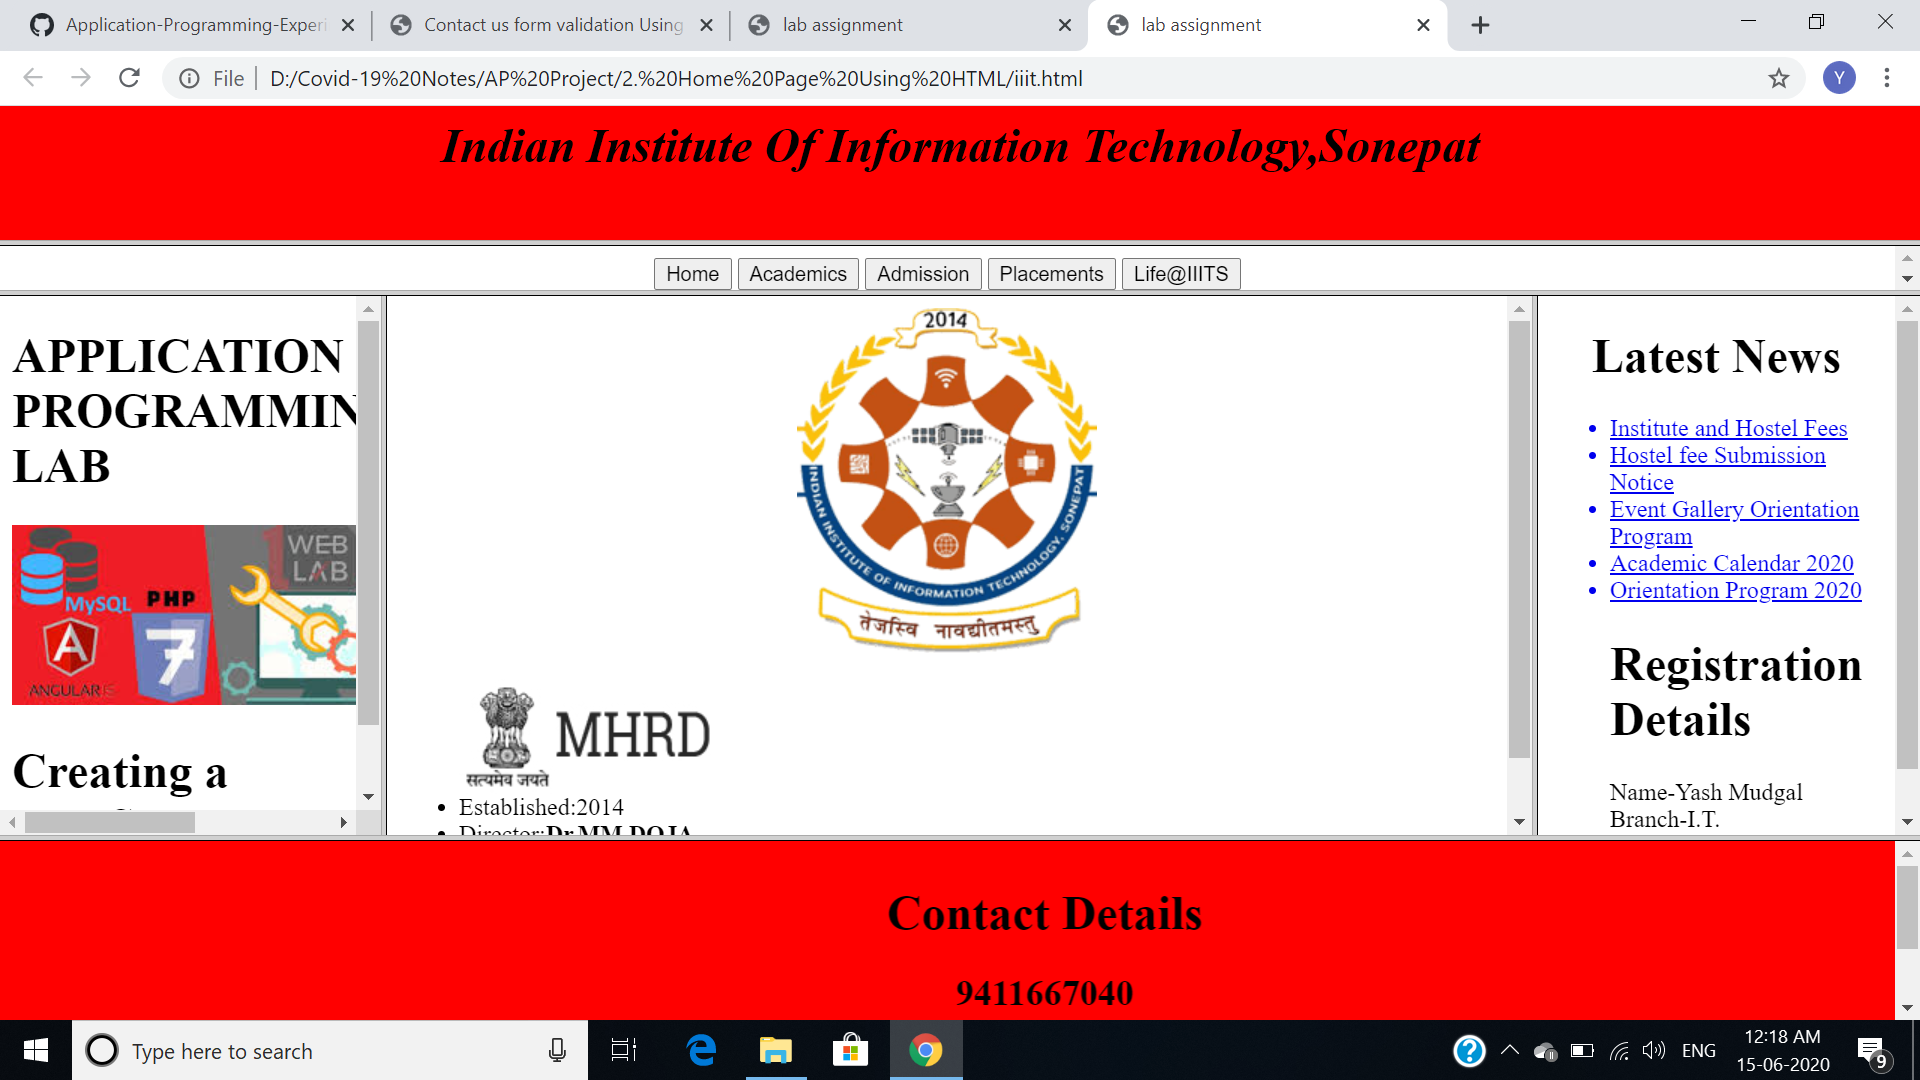 Application-Programming-Experi
Contact us form validation Using
lab assignment
lab assignment
File
D:/Covid-19%20Notes/AP%20Project/2.%20Home%20Page%20Using%20HTML/iiit.html
Y
Indian Institute Of Information Technology,Sonepat
Home
Academics
Admission
Placements
Life@IIITS
APPLICATION
PROGRAMMIN
LAB
WEB
LAB
MySQL
PHP
7
A
ANGULARJS
Creating a
2014
INDIAN INSTITUTE OF INFORMATION TECHNOLOGY, SONEPAT
तेजस्वि नावधीतमस्तु
MHRD
सत्यमेव जयते
Established:2014
Director:Dr.MM DOJA
Latest News
Institute and Hostel Fees
Hostel fee Submission
Notice
Event Gallery Orientation
Program
Academic Calendar 2020
Orientation Program 2020
Registration
Details
Name-Yash Mudgal
Branch-I.T.
Contact Details
9411667040
Type here to search
ENG
12:18 AM
15-06-2020
9